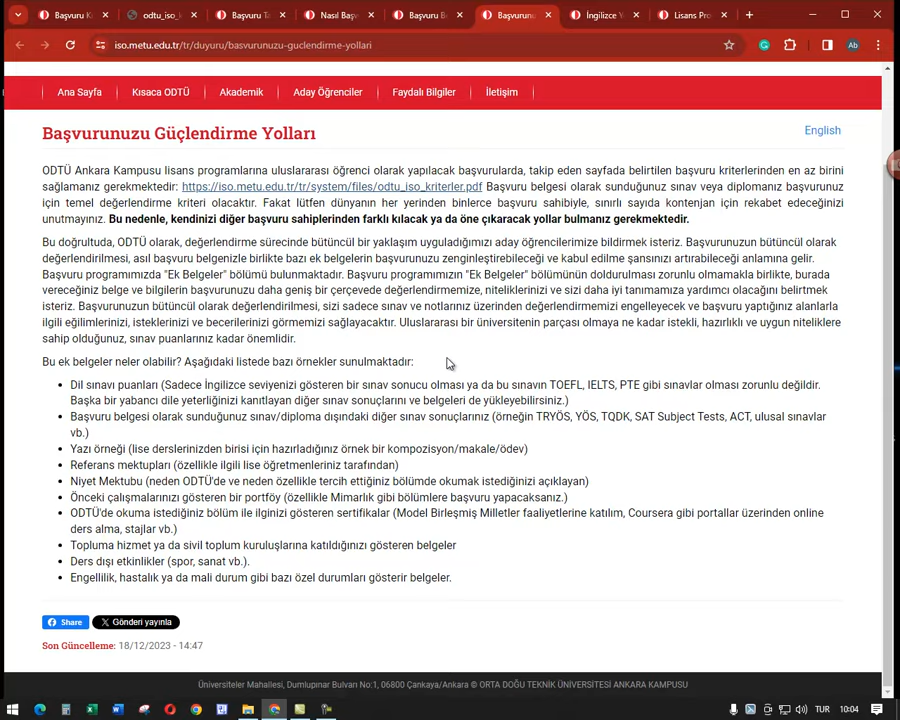 Başvuru K
odtu_iso_k
Başvuru Ta
Nasıl Başv
Başvuru B
Başvurunu
İngilizce Y
Lisans Pro
iso.metu.edu.tr/tr/duyuru/basvurunuz-guclendirme-yollari
Ab
Ana Sayfa
Kısaca ODTÜ
Akademik
Aday Öğrenciler
Faydalı Bilgiler
İletişim
Başvurunuzu Güçlendirme Yolları
English
ODTÜ Ankara Kampusu lisans programlarına uluslararası öğrenci olarak yapılacak başvurularda, takip eden sayfada belirtilen başvuru kriterlerinden en az birini
sağlamanız gerekmektedir: https://iso.metu.edu.tr/tr/system/files/odtu_iso_kriterler.pdf Başvuru belgesi olarak sunduğunuz sınav veya diplomanız başvurunuz
için temel değerlendirme kriteri olacaktır. Fakat lütfen dünyanın her yerinden binlerce başvuru sahibiyle, sınırlı sayıda kontenjan için rekabet edeceğinizi
unutmayınız. Bu nedenle, kendinizi diğer başvuru sahiplerinden farklı kılacak ya da öne çıkaracak yollar bulmanız gerekmektedir.
Bu doğrultuda, ODTÜ olarak, değerlendirme sürecinde bütüncül bir yaklaşım uyguladığımızı aday öğrencilerimize bildirmek isteriz. Başvurunuzun bütüncül olarak
değerlendirilmesi, asıl başvuru belgenizle birlikte bazı ek belgelerin başvurunuzu zenginleştirebileceği ve kabul edilme şansınızı artırabileceği anlamına gelir.
Başvuru programımızda "Ek Belgeler" bölümü bulunmaktadır. Başvuru programımızın "Ek Belgeler" bölümünün doldurulması zorunlu olmamakla birlikte, burada
vereceğiniz belge ve bilgilerin başvurunuzu daha geniş bir çerçevede değerlendirmemize, niteliklerinizi ve sizi daha iyi tanımamıza yardımcı olacağını belirtmek
isteriz. Başvurunuzun bütüncül olarak değerlendirilmesi, sizi sadece sınav ve notlarınız üzerinden değerlendirmemizi engelleyecek ve başvuru yaptığınız alanlarla
ilgili eğilimlerinizi, isteklerinizi ve becerilerinizi görmemizi sağlayacaktır. Uluslararası bir üniversitenin parçası olmaya ne kadar istekli, hazırlıklı ve uygun niteliklere
sahip olduğunuz, sınav puanlarınız kadar önemlidir.
Bu ek belgeler neler olabilir? Aşağıdaki listede bazı örnekler sunulmaktadır:
Dil sınavı puanları (Sadece İngilizce seviyenizi gösteren bir sınav sonucu olması ya da bu sınavın TOEFL, IELTS, PTE gibi sınavlar olması zorunlu değildir.
Başka bir yabancı dile yeterliğinizi kanıtlayan diğer sınav sonuçlarını ve belgeleri de yükleyebilirsiniz.)
Başvuru belgesi olarak sunduğunuz sınav/diploma dışındaki diğer sınav sonuçlarınız (örneğin TRYÖS, YÖS, TQDK, SAT Subject Tests, ACT, ulusal sınavlar
vb.)
Yazı örneği (lise derslerinizden birisi için hazırladığınız örnek bir kompozisyon/makale/ödev)
Referans mektupları (özellikle ilgili lise öğretmenleriniz tarafından)
Niyet Mektubu (neden ODTÜ'de ve neden özellikle tercih ettiğiniz bölümde okumak istediğinizi açıklayan)
Önceki çalışmalarınızı gösteren bir portföy (özellikle Mimarlık gibi bölümlere başvuru yapacaksanız.)
ODTÜ'de okuma istediğiniz bölüm ile ilginizi gösteren sertifikalar (Model Birleşmiş Milletler faaliyetlerine katılım, Coursera gibi portallar üzerinden online
ders alma, stajlar vb.)
Topluma hizmet ya da sivil toplum kuruluşlarına katıldığınızı gösteren belgeler
Ders dışı etkinlikler (spor, sanat vb.).
Engellilik, hastalık ya da mali durum gibi bazı özel durumları gösterir belgeler.
Share
Gönderi yayınla
Son Güncelleme: 18/12/2023 - 14:47
Üniversiteler Mahallesi, Dumlupınar Bulvarı No:1, 06800 Çankaya/Ankara © ORTA DOĞU TEKNİK ÜNİVERSİTESİ ANKARA KAMPUSU
TUR
10:04